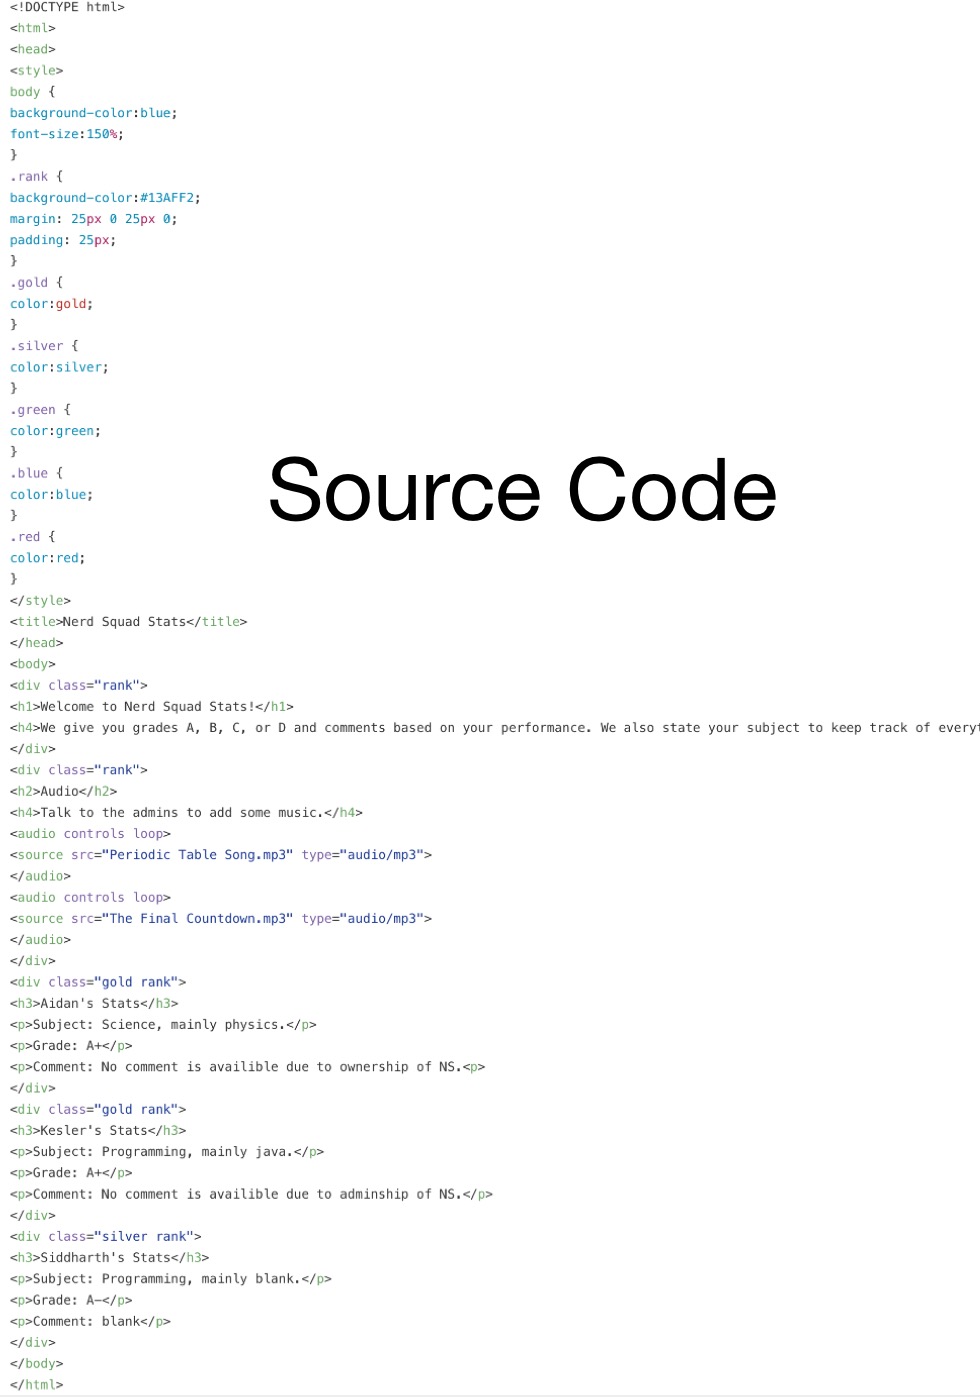 <!DOCTYPE html>
<html>
<head>
<style>
body {
background-color:blue;
font-size:150%;
}
.rank {
background-color:#13AFF2;
margin: 25px 0 25px 0;
padding: 25px;
}
.gold {
color:gold;
}
.silver {
color:silver;
}
.green {
color:green;
}
.blue {
color:blue;
}
Source Code
.red {
color:red;
}
</style>
<title>Nerd Squad Stats</title>
</head>
<body>
<div class="rank">
<h1>Welcome to Nerd Squad Stats!</h1>
<h4>We give you grades A, B, C, or D and comments based on your performance. We also state your subject to keep track of
</div>
<div class="rank">
<h2>Audio</h2>
<h4>Talk to the admins to add some music.</h4>
<audio controls loop>
<source src="Periodic Table Song.mp3" type="audio/mp3">
</audio>
<audio controls loop>
<source src="The Final Countdown.mp3" type="audio/mp3">
</audio>
</div>
<div class="gold rank">
<h3>Aidan's Stats</h3>
<p>Subject: Science, mainly physics.</p>
<p>Grade: A+</p>
<p>Comment: No comment is availible due to ownership of NS.<p>
</div>
<div class="gold rank">
<h3>Kesler's Stats</h3>
<p>Subject: Programming, mainly java.</p>
<p>Grade: A+</p>
<p>Comment: No comment is availible due to adminship of NS.</p>
</div>
<div class="silver rank">
<h3>Siddharth's Stats</h3>
<p>Subject: Programming, mainly blank.</p>
<p>Grade: A-</p>
<p>Comment: blank</p>
</div>
</body>
</html>